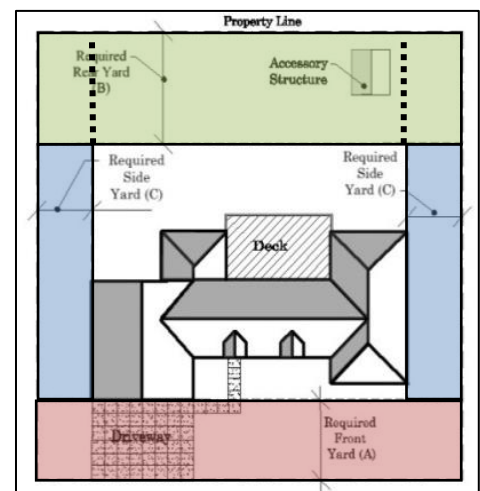 Property Line
Required
Rear Yard
(B)
Accessory
Structure
Required
Side
Yard (C)
Required
Side
Yard (C)
Deck
Driveway
Required
Front
Yard (A)